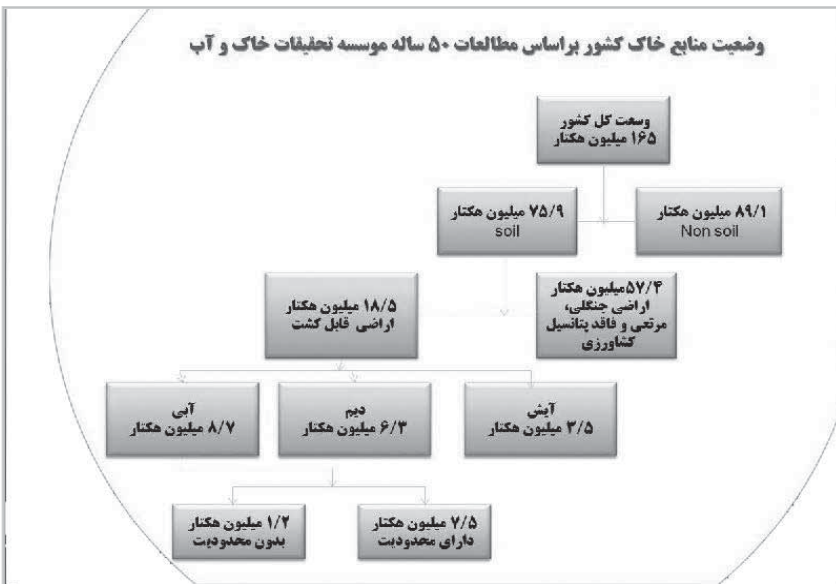 وضعیت منابع خاک کشور براساس مطالعات ۵۰ ساله موسسه تحقیقات خاک و آب
وسعت کل کشور
۱۶۵ میلیون هکتار
۸۹/۱ میلیون هکتار
Non soil
۷۵/۹ میلیون هکتار
soil
۵۷/۴میلیون هکتار
اراضی جنگلی،
مرتعی و فاقد پتانسیل
کشاورزی
۱۸/۵ میلیون هکتار
اراضی قابل کشت
آیش
۳/۵ میلیون هکتار
دیم
۶/۳ میلیون هکتار
آبی
۸/۷ میلیون هکتار
۷/۵ میلیون هکتار
دارای محدودیت
۱/۲ میلیون هکتار
بدون محدودیت